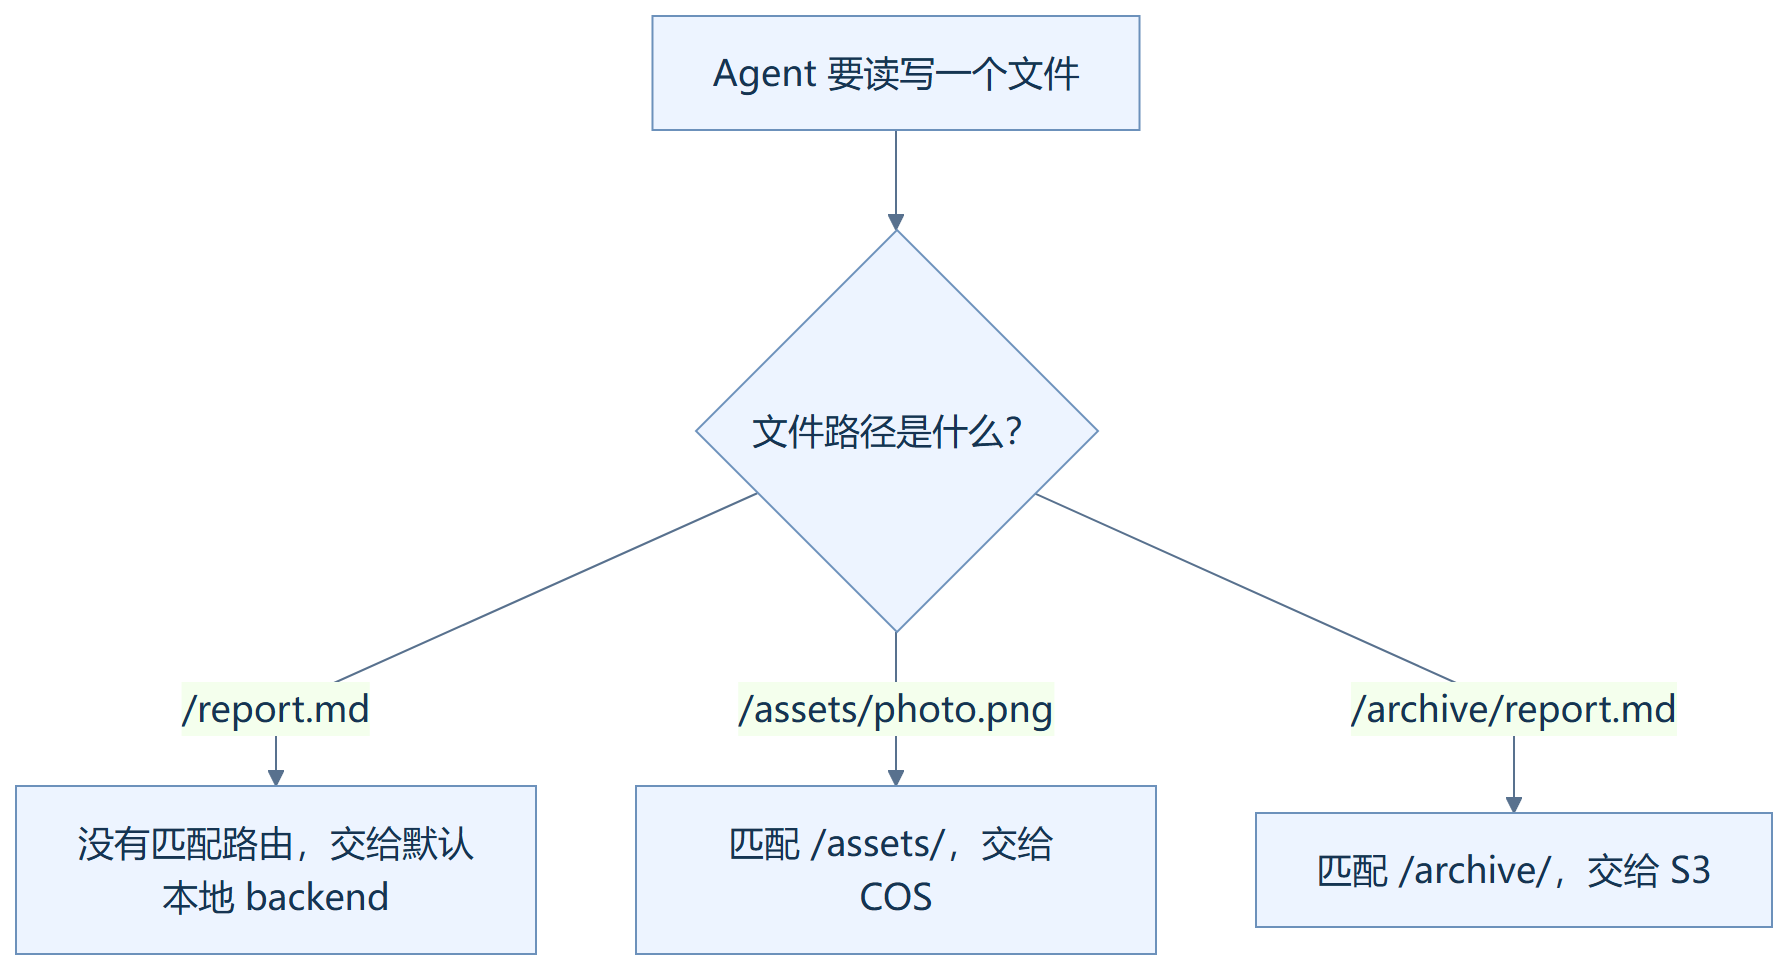 Agent 要读写一个文件
文件路径是什么？
/report.md
/assets/photo.png
/archive/report.md
没有匹配路由，交给默认
本地 backend
匹配 /assets/，交给
COS
匹配 /archive/，交给 S3